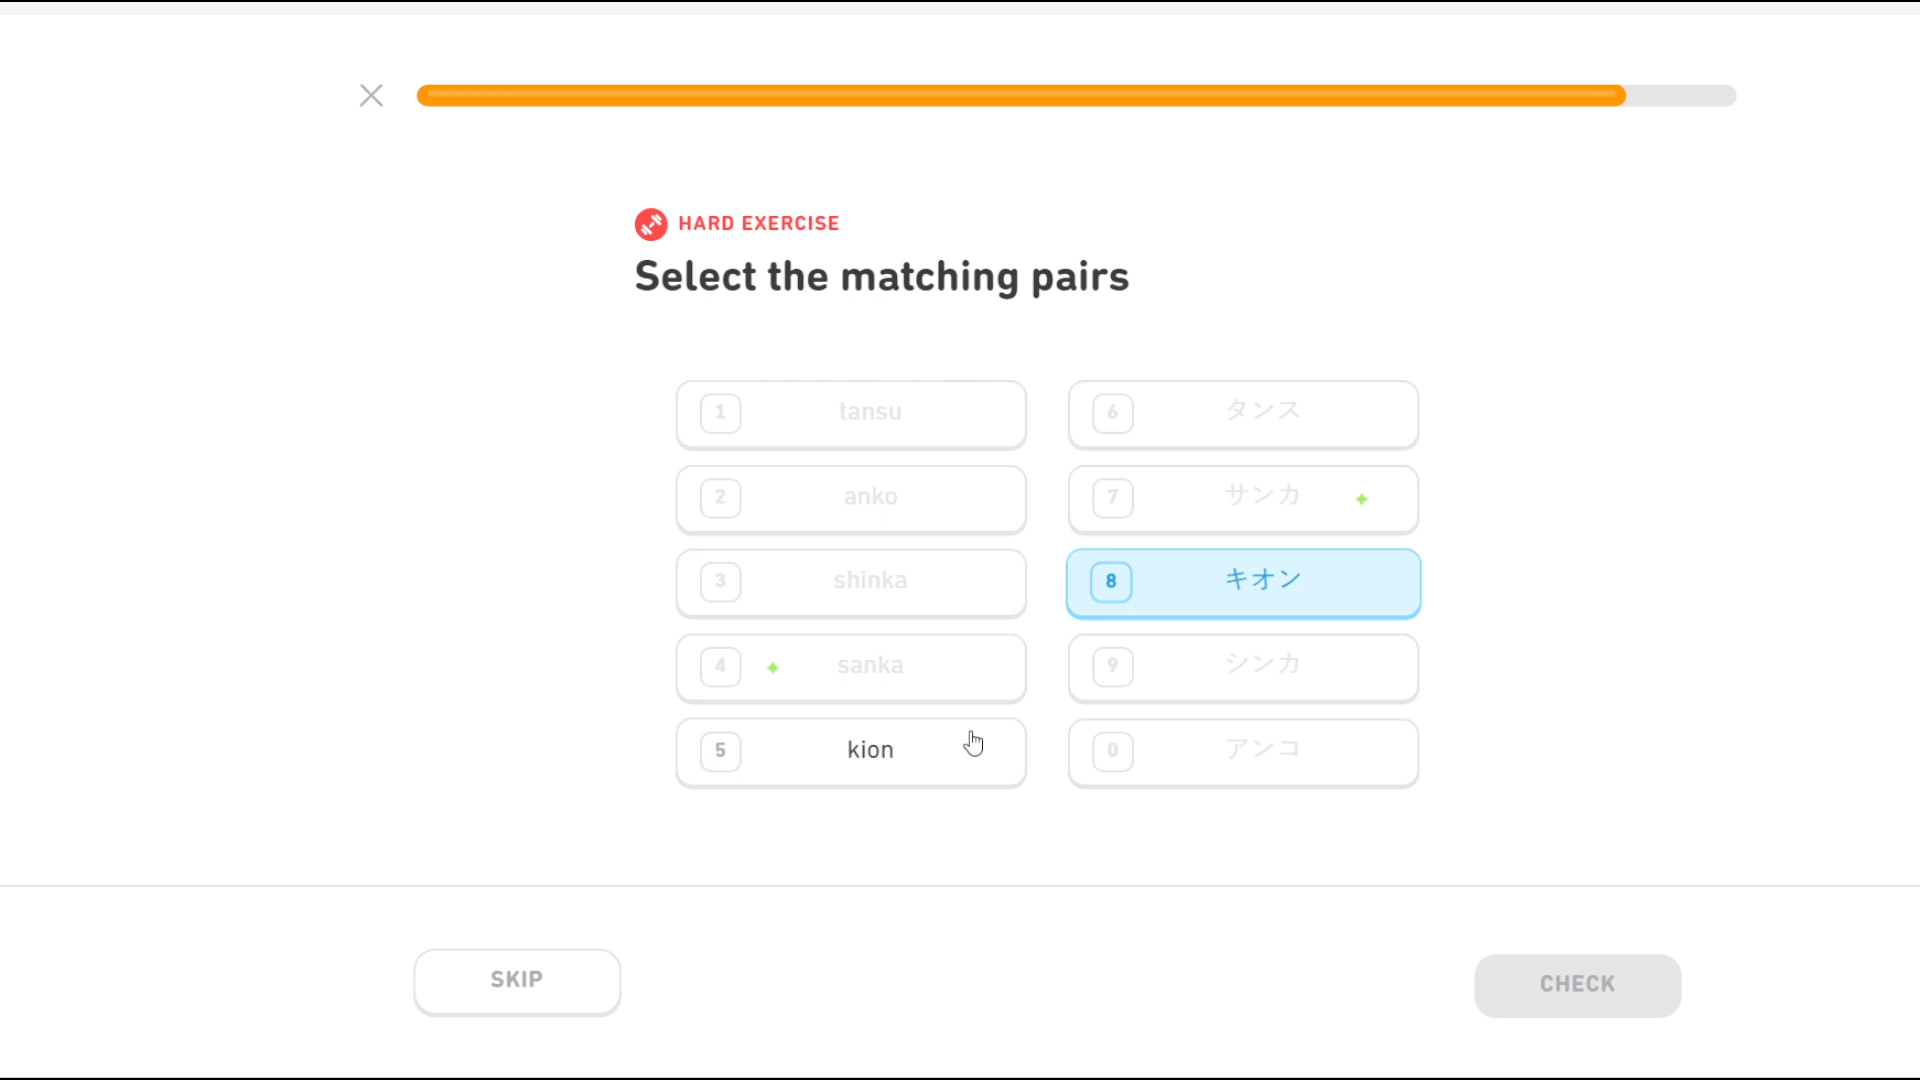 HARD EXERCISE
Select the matching pairs
1 tansu
6 タンス
2 anko
7 サンカ
3 shinka
8 キオン
4 sanka
9 シンカ
5 kion
0 アンコ
SKIP
CHECK